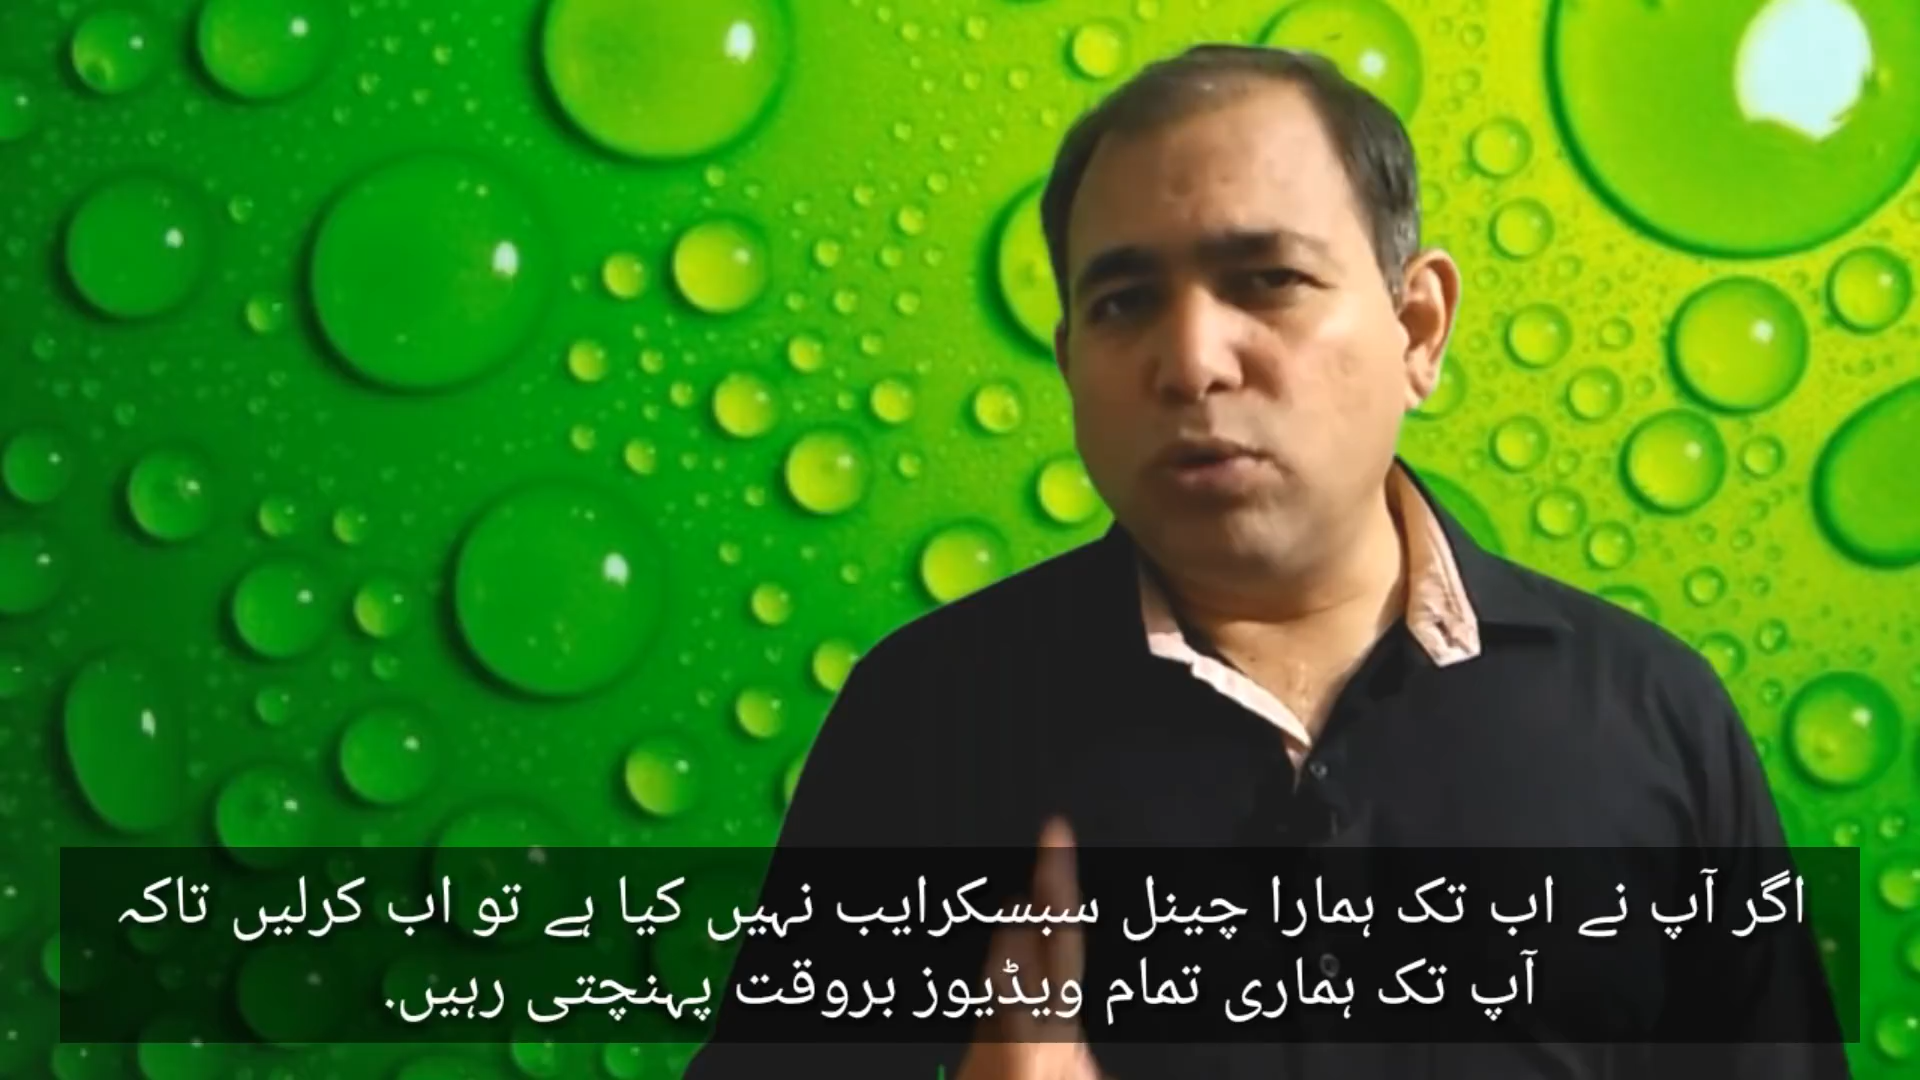 اگر آپ نے اب تک ہمارا چینل سبسکرایب نہیں کیا ہے تو اب کرلیں تاکہ
آپ تک ہماری تمام ویڈیوز بروقت پہنچتی رہیں.